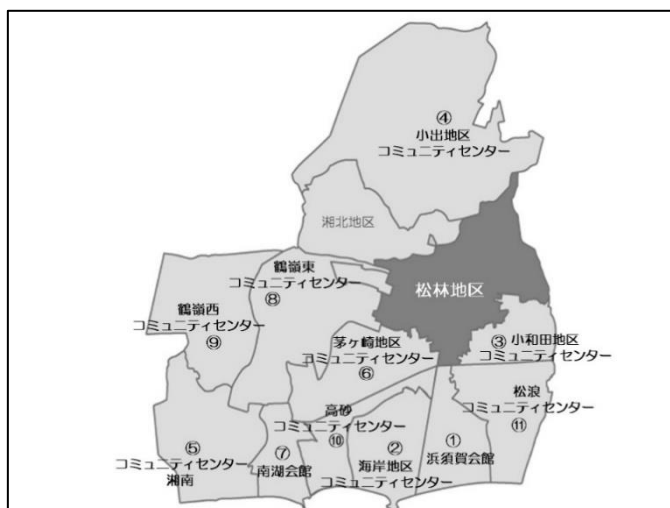 ④
小出地区
コミュニティセンター
湘北地区
松林地区
鶴嶺東
コミュニティセンター
⑧
鶴嶺西
コミュニティセンター
⑨
茅ヶ崎地区
コミュニティセンター
⑥
③ 小和田地区
コミュニティセンター
松浪
コミュニティセンター
⑪
⑤
コミュニティセンター
湘南
⑦
南湖会館
高砂
コミュニティセンター
⑩
②
海岸地区
コミュニティセンター
①
浜須賀会館